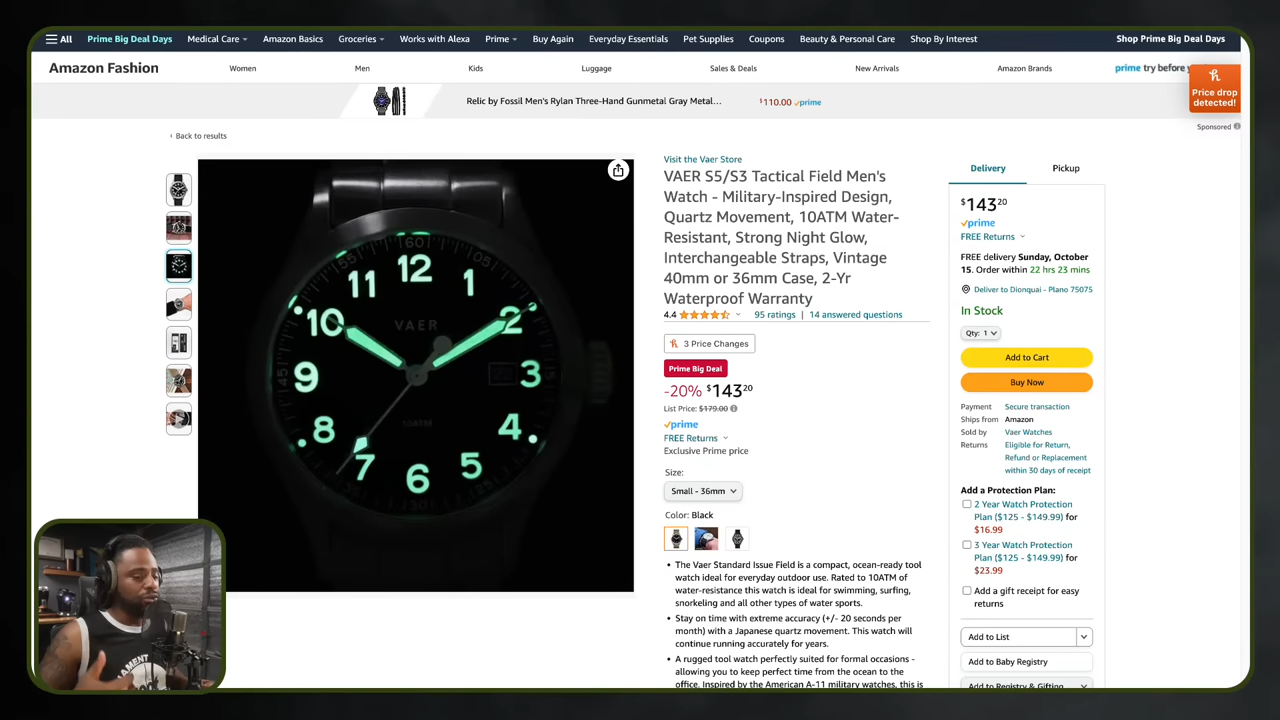 All
Prime Big Deal Days
Medical Care
Amazon Basics
Groceries
Works with Alexa
Prime
Buy Again
Everyday Essentials
Pet Supplies
Coupons
Beauty & Personal Care
Shop By Interest
Shop Prime Big Deal Days
Amazon Fashion
Women
Men
Kids
Luggage
Sales & Deals
New Arrivals
Amazon Brands
prime try before
Price drop
detected!
Relic by Fossil Men's Rylan Three-Hand Gunmetal Gray Metal...
$110.00 prime
Sponsored
‹ Back to results
60
55
12
11
1
10
2
VAER
9
3
45
8
4
7
5
6
Visit the Vaer Store
VAER S5/S3 Tactical Field Men's
Watch - Military-Inspired Design,
Quartz Movement, 10ATM Water-
Resistant, Strong Night Glow,
Interchangeable Straps, Vintage
40mm or 36mm Case, 2-Yr
Waterproof Warranty
4.4
95 ratings | 14 answered questions
3 Price Changes
Prime Big Deal
-20% $143 20
List Price: $179.00
prime
FREE Returns
Exclusive Prime price
Size:
Small - 36mm
Color: Black
• The Vaer Standard Issue Field is a compact, ocean-ready tool
watch ideal for everyday outdoor use. Rated to 10ATM of
water-resistance this watch is ideal for swimming, surfing,
snorkeling and all other types of water sports.
• Stay on time with extreme accuracy (+/- 20 seconds per
month) with a Japanese quartz movement. This watch will
continue running accurately for years.
• A rugged tool watch perfectly suited for formal occasions -
allowing you to keep perfect time from the ocean to the
office. Inspired by the American A-11 military watches, this is
Delivery
Pickup
$143 20
prime
FREE Returns
FREE delivery Sunday, October
15. Order within 22 hrs 23 mins
Deliver to Dionquai - Plano 75075
In Stock
Qty: 1
Add to Cart
Buy Now
Payment Secure transaction
Ships from Amazon
Sold by Vaer Watches
Returns Eligible for Return,
Refund or Replacement
within 30 days of receipt
Add a Protection Plan:
2 Year Watch Protection
Plan ($125 - $149.99) for
$16.99
3 Year Watch Protection
Plan ($125 - $149.99) for
$23.99
Add a gift receipt for easy
returns
Add to List
Add to Baby Registry
Add to Registry & Gifting